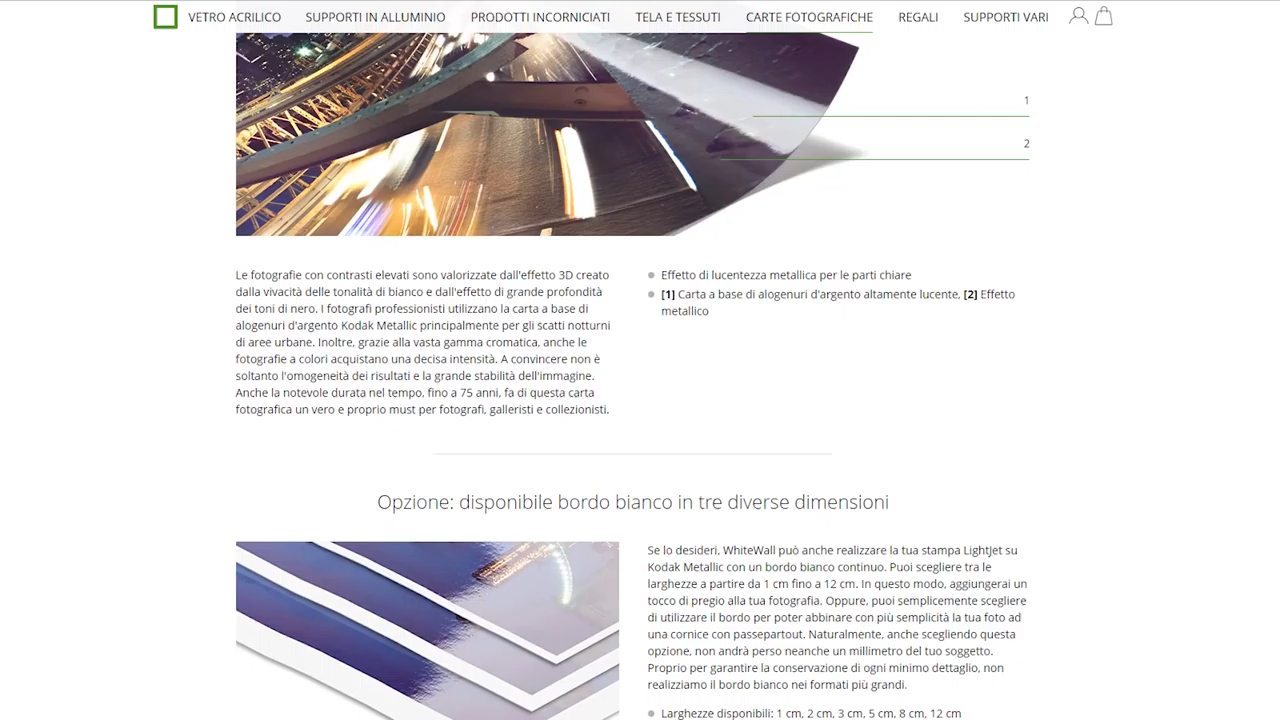 VETRO ACRILICO SUPPORTI IN ALLUMINIO PRODOTTI INCORNICIATI TELA E TESSUTI CARTE FOTOGRAFICHE REGALI SUPPORTI VARI
1
2
Le fotografie con contrasti elevati sono valorizzate dall'effetto 3D creato
dalla vivacità delle tonalità di bianco e dall'effetto di grande profondità
dei toni di nero. I fotografi professionisti utilizzano la carta a base di
alogenuri d'argento Kodak Metallic principalmente per gli scatti notturni
di aree urbane. Inoltre, grazie alla vasta gamma cromatica, anche le
fotografie a colori acquistano una decisa intensità. A convincere non è
soltanto l'omogeneità dei risultati e la grande stabilità dell'immagine.
Anche la notevole durata nel tempo, fino a 75 anni, fa di questa carta
fotografica un vero e proprio must per fotografi, galleristi e collezionisti.
Effetto di lucentezza metallica per le parti chiare
[1] Carta a base di alogenuri d'argento altamente lucente, [2] Effetto
metallico
Opzione: disponibile bordo bianco in tre diverse dimensioni
Se lo desideri, WhiteWall può anche realizzare la tua stampa LightJet su
Kodak Metallic con un bordo bianco continuo. Puoi scegliere tra le
larghezze a partire da 1 cm fino a 12 cm. In questo modo, aggiungerai un
tocco di pregio alla tua fotografia. Oppure, puoi semplicemente scegliere
di utilizzare il bordo per poter abbinare con più semplicità la tua foto ad
una cornice con passepartout. Naturalmente, anche scegliendo questa
opzione, non andrà perso neanche un millimetro del tuo soggetto.
Proprio per garantire la conservazione di ogni minimo dettaglio, non
realizziamo il bordo bianco nei formati più grandi.
Larghezze disponibili: 1 cm, 2 cm, 3 cm, 5 cm, 8 cm, 12 cm